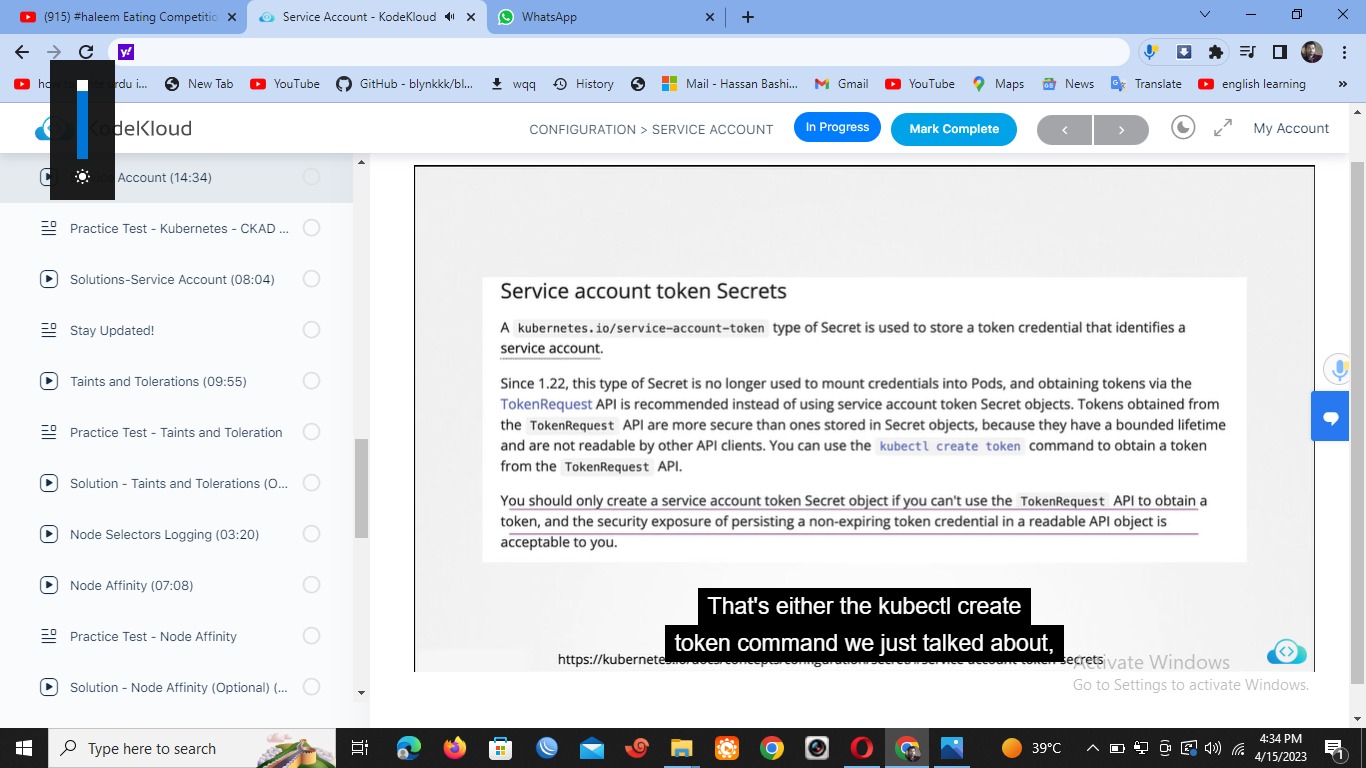 (915) #haleem Eating Competitio
Service Account - KodeKloud
WhatsApp
how to use urdu i...
New Tab
YouTube
GitHub - blynkkk/bl...
wqq
History
Mail - Hassan Bashi...
Gmail
YouTube
Maps
News
Translate
english learning
»
KodeKloud
CONFIGURATION > SERVICE ACCOUNT
In Progress
Mark Complete
My Account
Account (14:34)
Practice Test - Kubernetes - CKAD ...
Solutions-Service Account (08:04)
Stay Updated!
Taints and Tolerations (09:55)
Practice Test - Taints and Toleration
Solution - Taints and Tolerations (O...
Node Selectors Logging (03:20)
Node Affinity (07:08)
Practice Test - Node Affinity
Solution - Node Affinity (Optional) (...
Service account token Secrets
A kubernetes.io/service-account-token type of Secret is used to store a token credential that identifies a
service account.
Since 1.22, this type of Secret is no longer used to mount credentials into Pods, and obtaining tokens via the
TokenRequest API is recommended instead of using service account token Secret objects. Tokens obtained from
the TokenRequest API are more secure than ones stored in Secret objects, because they have a bounded lifetime
and are not readable by other API clients. You can use the kubectl create token command to obtain a token
from the TokenRequest API.
You should only create a service account token Secret object if you can't use the TokenRequest API to obtain a
token, and the security exposure of persisting a non-expiring token credential in a readable API object is
acceptable to you.
That's either the kubectl create
token command we just talked about,
https://kubernetes.io/docs/concepts/configuration/secret/#service-account-token-secrets
Activate Windows
Go to Settings to activate Windows.
Type here to search
39°C
4:34 PM
4/15/2023
1